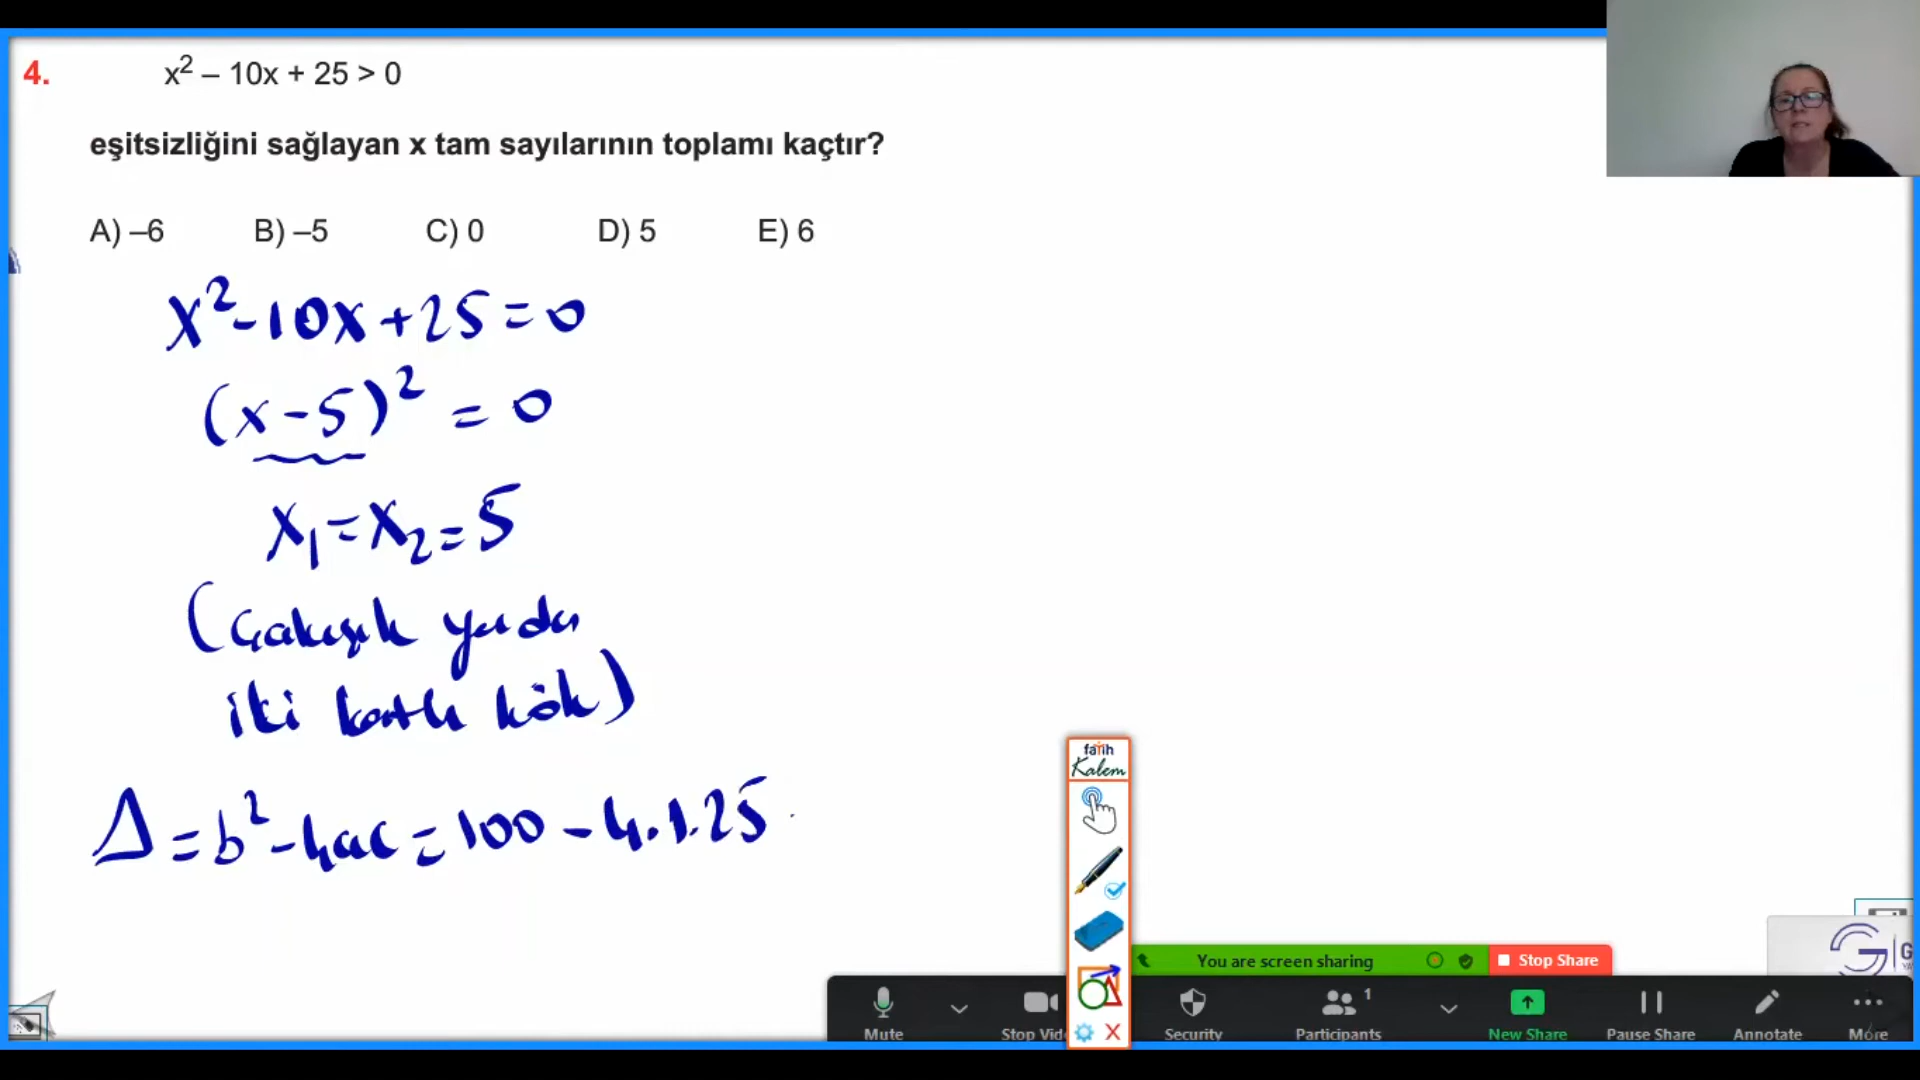 4. x² – 10x + 25 > 0
eşitsizliğini sağlayan x tam sayılarının toplamı kaçtır?
A) –6 B) –5 C) 0 D) 5 E) 6
x² - 10x + 25 = 0
(x - 5)² = 0
x₁ = x₂ = 5
(Çakışık yada
iki katlı kök)
Δ = b² - 4ac = 100 - 4.1.25
fatih
Kalem
You are screen sharing
Stop Share
Mute
Stop Vid
Security
Participants 1
New Share
Pause Share
Annotate
More